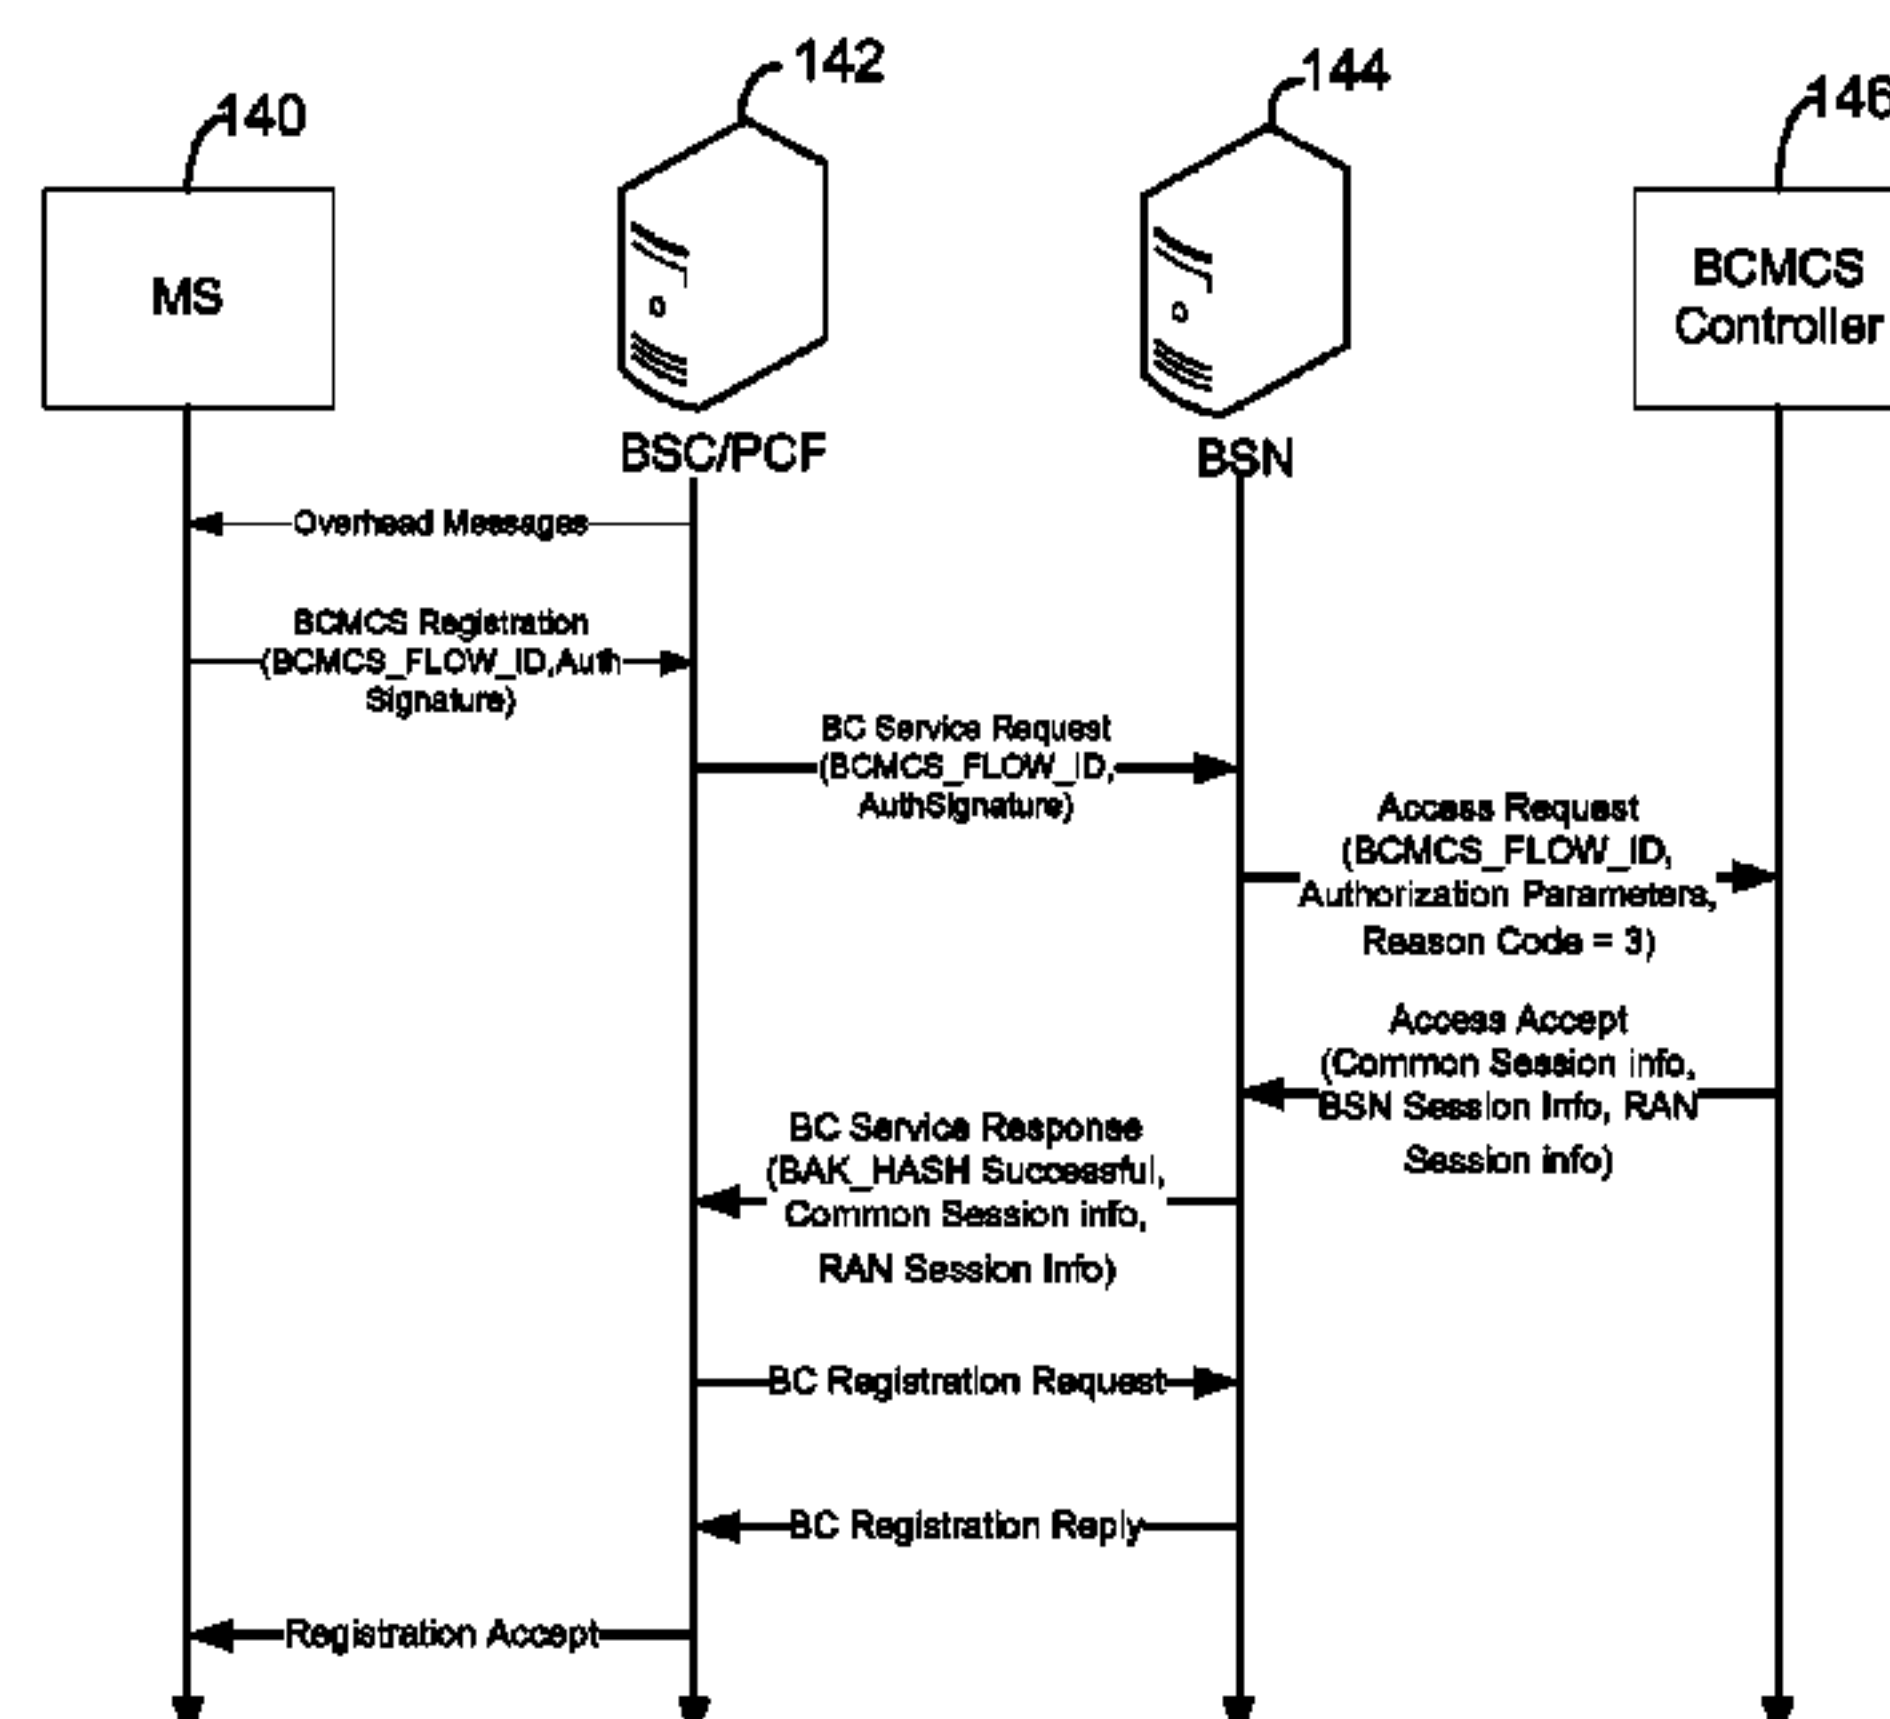 140
142
144
146
MS
BCMCS
Controller
BSC/PCF
BSN
Overhead Messages
BCMCS Registration
(BCMCS_FLOW_ID,Auth
Signature)
BC Service Request
(BCMCS_FLOW_ID,
AuthSignature)
Access Request
(BCMCS_FLOW_ID,
Authorization Parameters,
Reason Code = 3)
Access Accept
(Common Session info,
BSN Session Info, RAN
Session info)
BC Service Response
(BAK_HASH Successful,
Common Session info,
RAN Session Info)
BC Registration Request
BC Registration Reply
Registration Accept